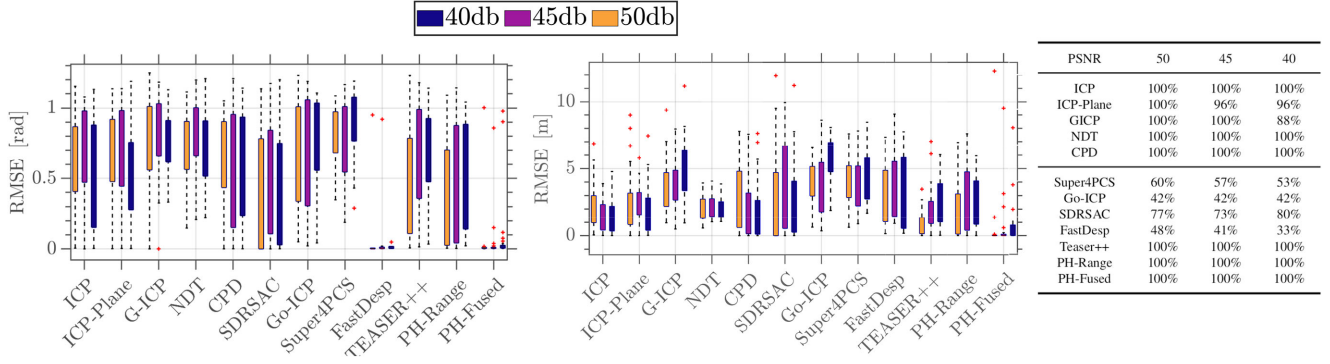 40db 45db 50db
RMSE [rad]
1
0.5
0
ICP
ICP-Plane
G-ICP
NDT
CPD
SDRSAC
Go-ICP
Super4PCS
FastDesp
TEASER++
PH-Range
PH-Fused
RMSE [m]
10
5
0
ICP
ICP-Plane
G-ICP
NDT
CPD
SDRSAC
Go-ICP
Super4PCS
FastDesp
TEASER++
PH-Range
PH-Fused
PSNR 50 45 40
ICP 100% 100% 100%
ICP-Plane 100% 96% 96%
GICP 100% 100% 88%
NDT 100% 100% 100%
CPD 100% 100% 100%
Super4PCS 60% 57% 53%
Go-ICP 42% 42% 42%
SDRSAC 77% 73% 80%
FastDesp 48% 41% 33%
Teaser++ 100% 100% 100%
PH-Range 100% 100% 100%
PH-Fused 100% 100% 100%